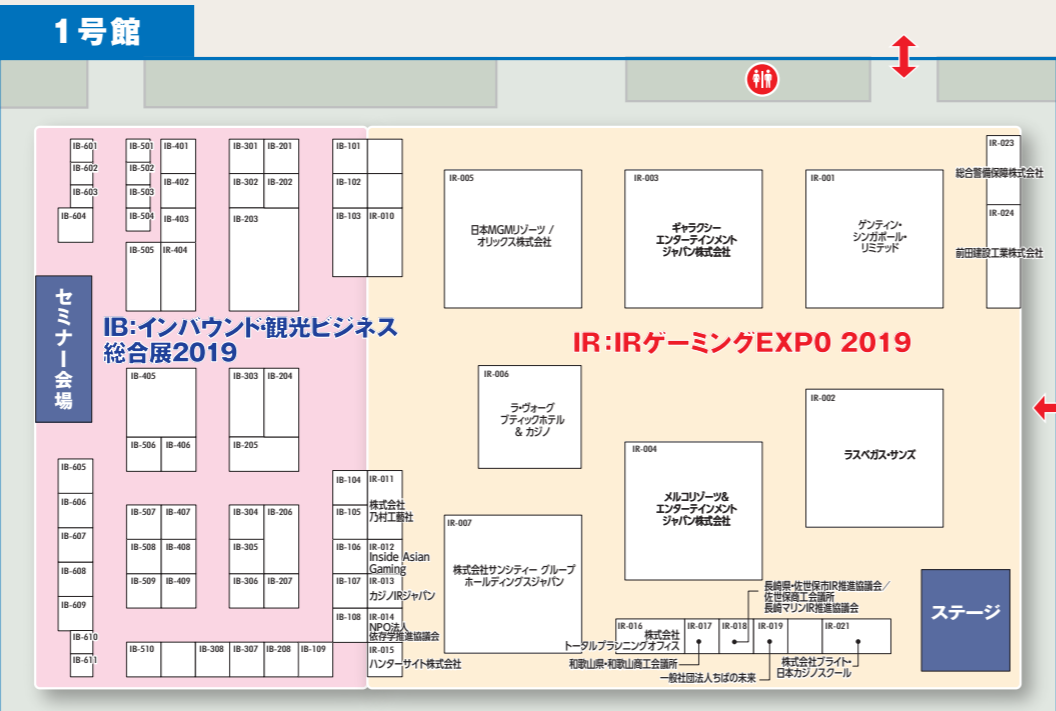 1号館
IB-601
IB-602
IB-603
IB-604
IB-501
IB-502
IB-503
IB-504
IB-505
IB-401
IB-402
IB-403
IR-404
IB-301
IB-201
IB-302
IB-202
IB-203
IB-101
IB-102
IB-103
IR-010
IR-005
日本MGMリゾーツ /
オリックス株式会社
IR-003
ギャラクシー
エンターテインメント
ジャパン株式会社
IR-001
ゲンティン・
シンガポール・
リミテッド
IR-023
総合警備保障株式会社
IR-024
前田建設工業株式会社
セミナー会場
IB:インバウンド・観光ビジネス
総合展2019
IR:IRゲーミングEXPO 2019
IB-405
IB-303
IB-204
IB-506
IB-406
IB-205
IR-006
ラ・ヴォーグ
ブティックホテル
& カジノ
IR-002
ラスベガス・サンズ
IR-004
メルコリゾーツ&
エンターテインメント
ジャパン株式会社
IB-605
IB-606
IB-607
IB-608
IB-609
IB-610
IB-611
IB-507
IB-407
IB-508
IB-408
IB-509
IB-409
IB-304
IB-206
IB-305
IB-306
IB-207
IB-510
IB-308
IB-307
IB-208
IB-109
IB-104
IR-011
株式会社
乃村工藝社
IB-105
IB-106
IR-012
Inside Asian
Gaming
IB-107
IR-013
カジノIRジャパン
IB-108
IR-014
NPO法人
依存学推進協議会
IR-015
ハンターサイト株式会社
IR-007
株式会社サンシティー グループ
ホールディングスジャパン
長崎県・佐世保市IR推進協議会/
佐世保商工会議所
長崎マリンIR推進協議会
IR-016
株式会社
トータルプランニングオフィス
IR-017
IR-018
IR-019
IR-021
和歌山県・和歌山商工会議所
一般社団法人ちばの未来
株式会社ブライト・
日本カジノスクール
ステージ